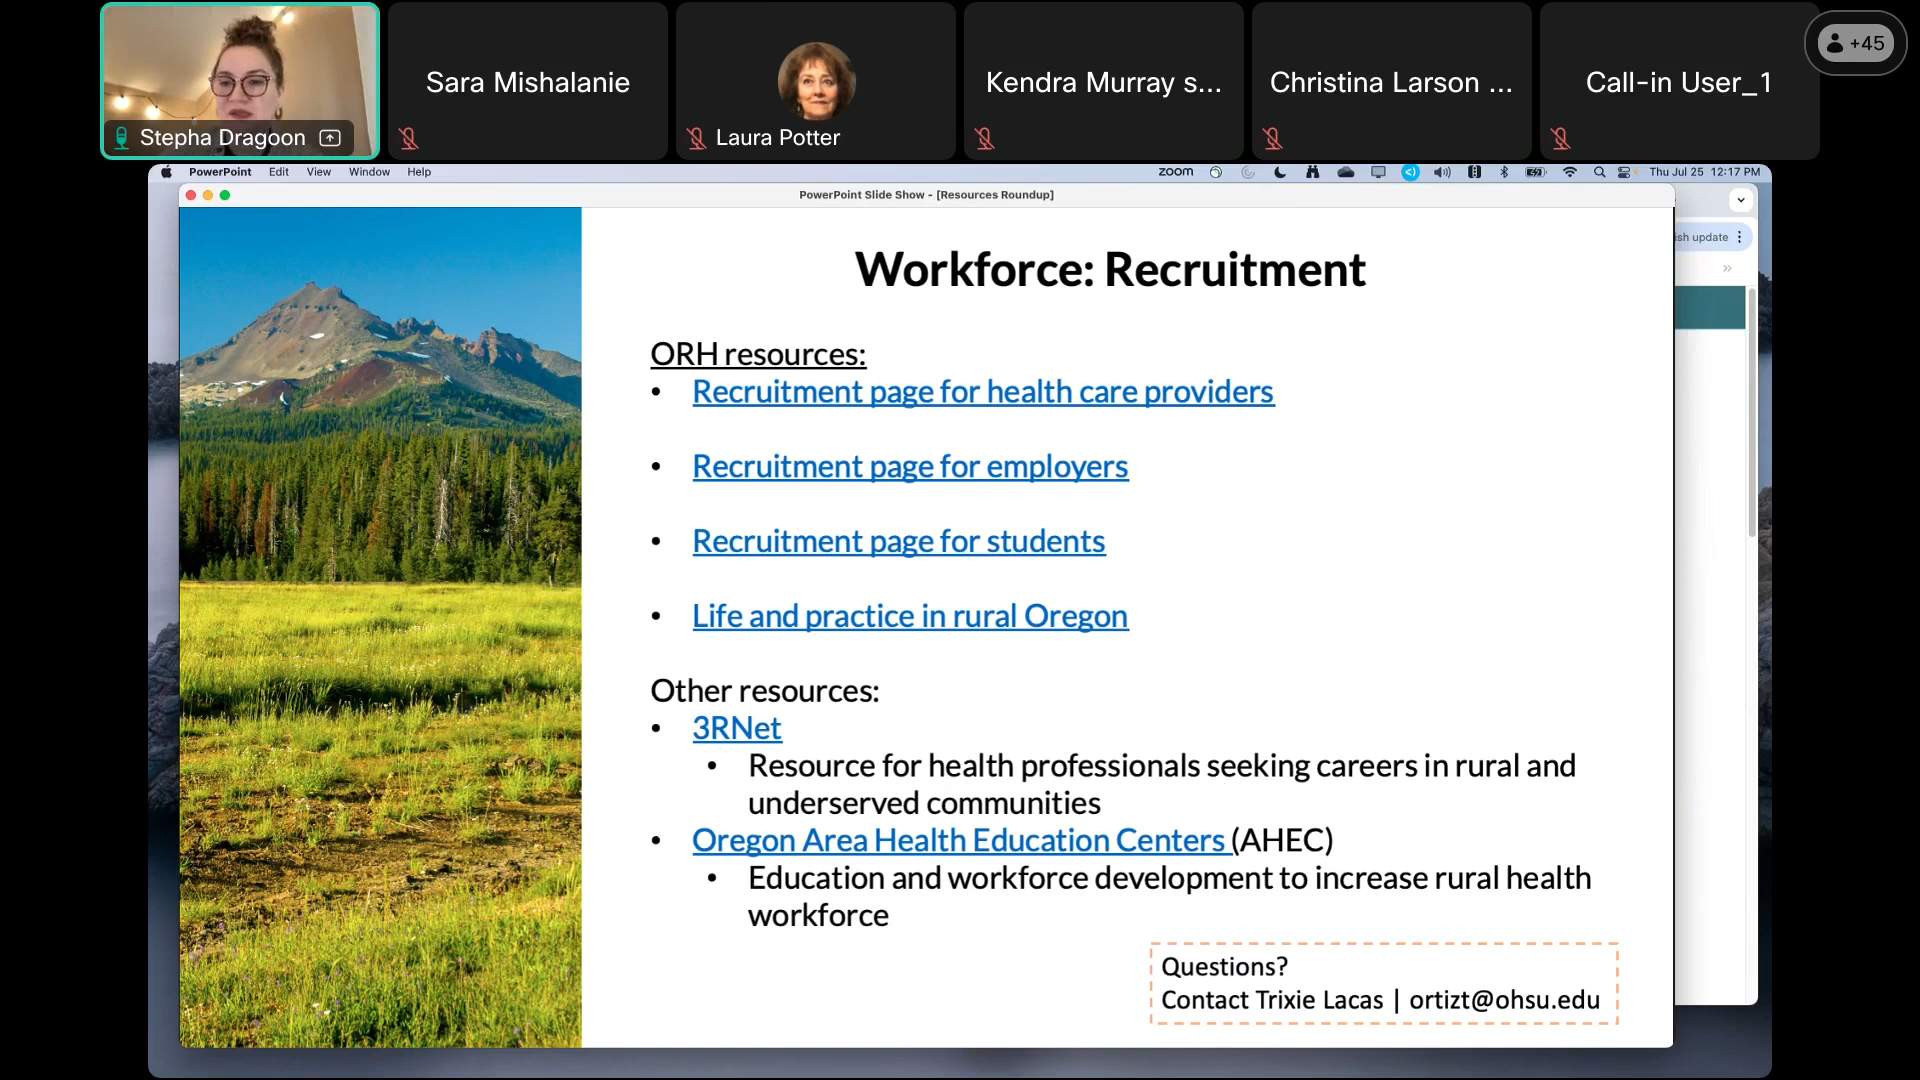 Sara Mishalanie
Kendra Murray s...
Christina Larson ...
Call-in User_1
+45
Stepha Dragoon
Laura Potter
PowerPoint Edit View Window Help
zoom
Thu Jul 25 12:17 PM
PowerPoint Slide Show - [Resources Roundup]
ish update
Workforce: Recruitment
ORH resources:
• Recruitment page for health care providers
• Recruitment page for employers
• Recruitment page for students
• Life and practice in rural Oregon
Other resources:
• 3RNet
• Resource for health professionals seeking careers in rural and
underserved communities
• Oregon Area Health Education Centers (AHEC)
• Education and workforce development to increase rural health
workforce
Questions?
Contact Trixie Lacas | ortizt@ohsu.edu